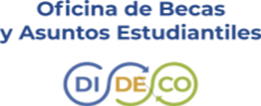 Oficina de Becas
y Asuntos Estudiantiles
DI DE CO